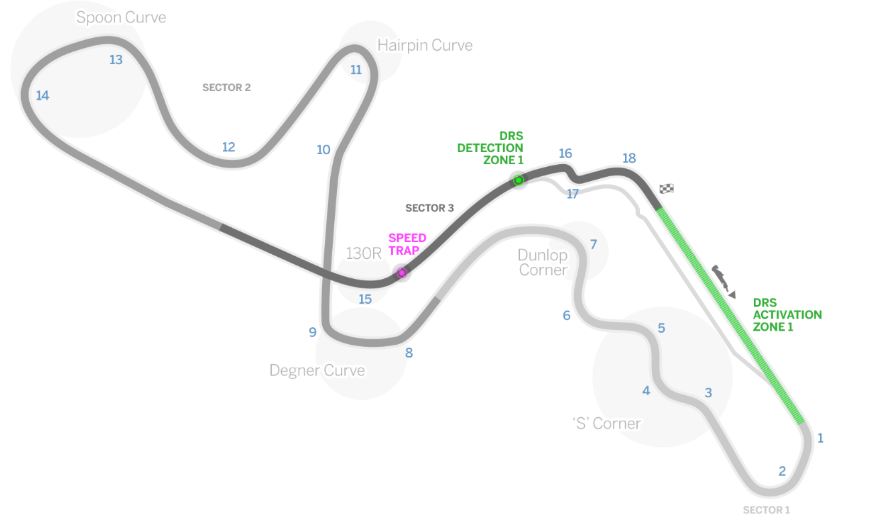 Spoon Curve
13
14
SECTOR 2
Hairpin Curve
11
12
10
DRS
DETECTION
ZONE 1
16
18
17
SECTOR 3
SPEED
TRAP
130R
15
Dunlop
Corner
7
6
DRS
ACTIVATION
ZONE 1
9
8
Degner Curve
5
4
3
‘S’ Corner
1
2
SECTOR 1